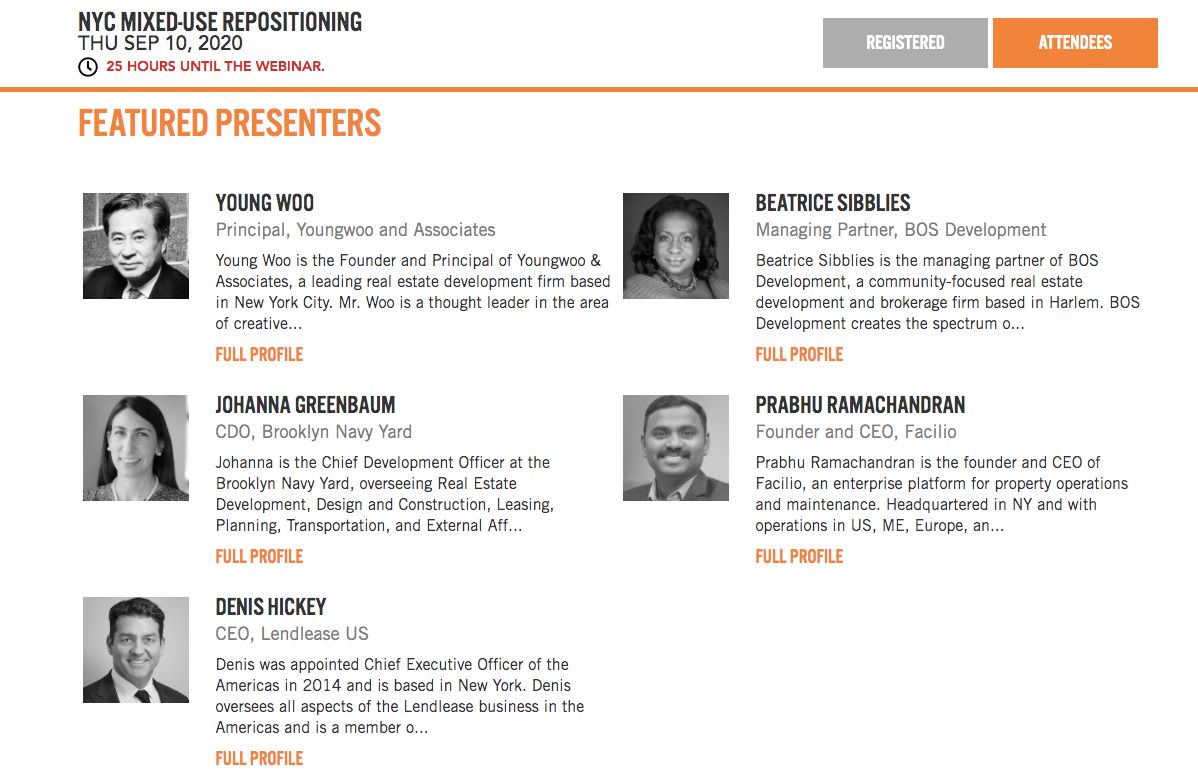 NYC MIXED-USE REPOSITIONING
THU SEP 10, 2020
25 HOURS UNTIL THE WEBINAR.
REGISTERED
ATTENDEES
FEATURED PRESENTERS
YOUNG WOO
Principal, Youngwoo and Associates
Young Woo is the Founder and Principal of Youngwoo &
Associates, a leading real estate development firm based
in New York City. Mr. Woo is a thought leader in the area
of creative...
FULL PROFILE
BEATRICE SIBBLIES
Managing Partner, BOS Development
Beatrice Sibblies is the managing partner of BOS
Development, a community-focused real estate
development and brokerage firm based in Harlem. BOS
Development creates the spectrum o...
FULL PROFILE
JOHANNA GREENBAUM
CDO, Brooklyn Navy Yard
Johanna is the Chief Development Officer at the
Brooklyn Navy Yard, overseeing Real Estate
Development, Design and Construction, Leasing,
Planning, Transportation, and External Aff...
FULL PROFILE
PRABHU RAMACHANDRAN
Founder and CEO, Facilio
Prabhu Ramachandran is the founder and CEO of
Facilio, an enterprise platform for property operations
and maintenance. Headquartered in NY and with
operations in US, ME, Europe, an...
FULL PROFILE
DENIS HICKEY
CEO, Lendlease US
Denis was appointed Chief Executive Officer of the
Americas in 2014 and is based in New York. Denis
oversees all aspects of the Lendlease business in the
Americas and is a member o...
FULL PROFILE